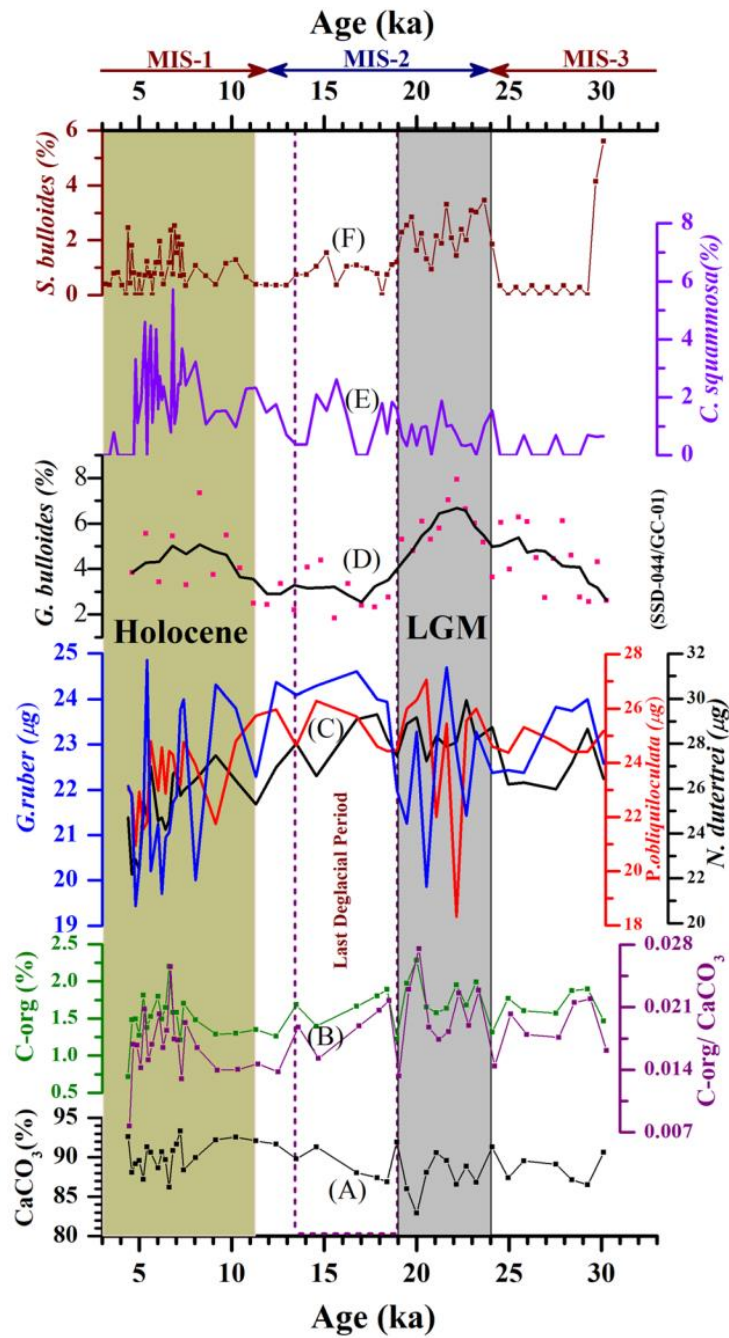 Age (ka)
MIS-1 MIS-2 MIS-3
5 10 15 20 25 30
6
4
2
0
S. bulloides (%)
(F)
8
6
4
2
0
C. squammosa(%)
(E)
8
6
4
2
G. bulloides (%)
(D)
(SSD-044/GC-01)
Holocene LGM
25
24
23
22
21
20
19
G.ruber (µg)
(C)
28
26
24
22
20
18
P.obliquiloculata (µg)
32
30
28
26
24
22
20
N. dutertrei (µg)
Last Deglacial Period
2.5
2.0
1.5
1.0
0.5
C-org (%)
(B)
0.028
0.021
0.014
0.007
C-org/ CaCO3
95
90
85
80
CaCO3(%)
(A)
5 10 15 20 25 30
Age (ka)